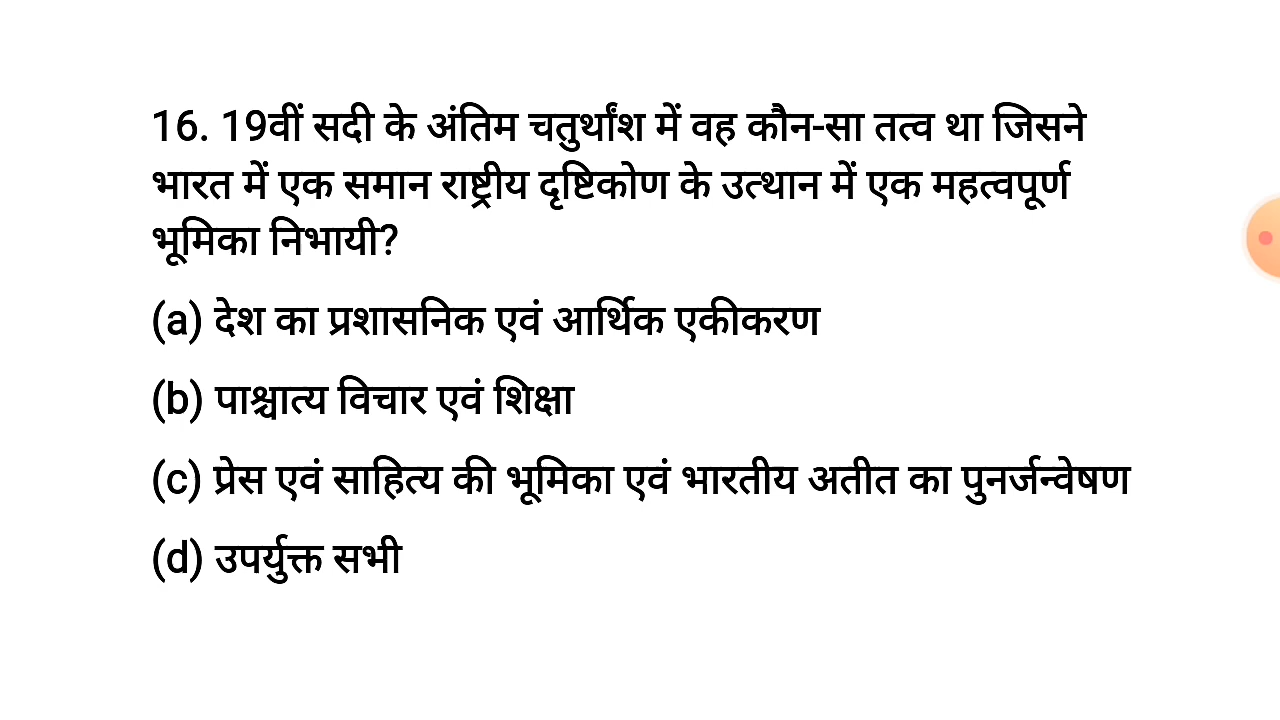 16. 19वीं सदी के अंतिम चतुर्थांश में वह कौन-सा तत्व था जिसने
भारत में एक समान राष्ट्रीय दृष्टिकोण के उत्थान में एक महत्वपूर्ण
भूमिका निभायी?
(a) देश का प्रशासनिक एवं आर्थिक एकीकरण
(b) पाश्चात्य विचार एवं शिक्षा
(c) प्रेस एवं साहित्य की भूमिका एवं भारतीय अतीत का पुनर्जन्वेषण
(d) उपर्युक्त सभी